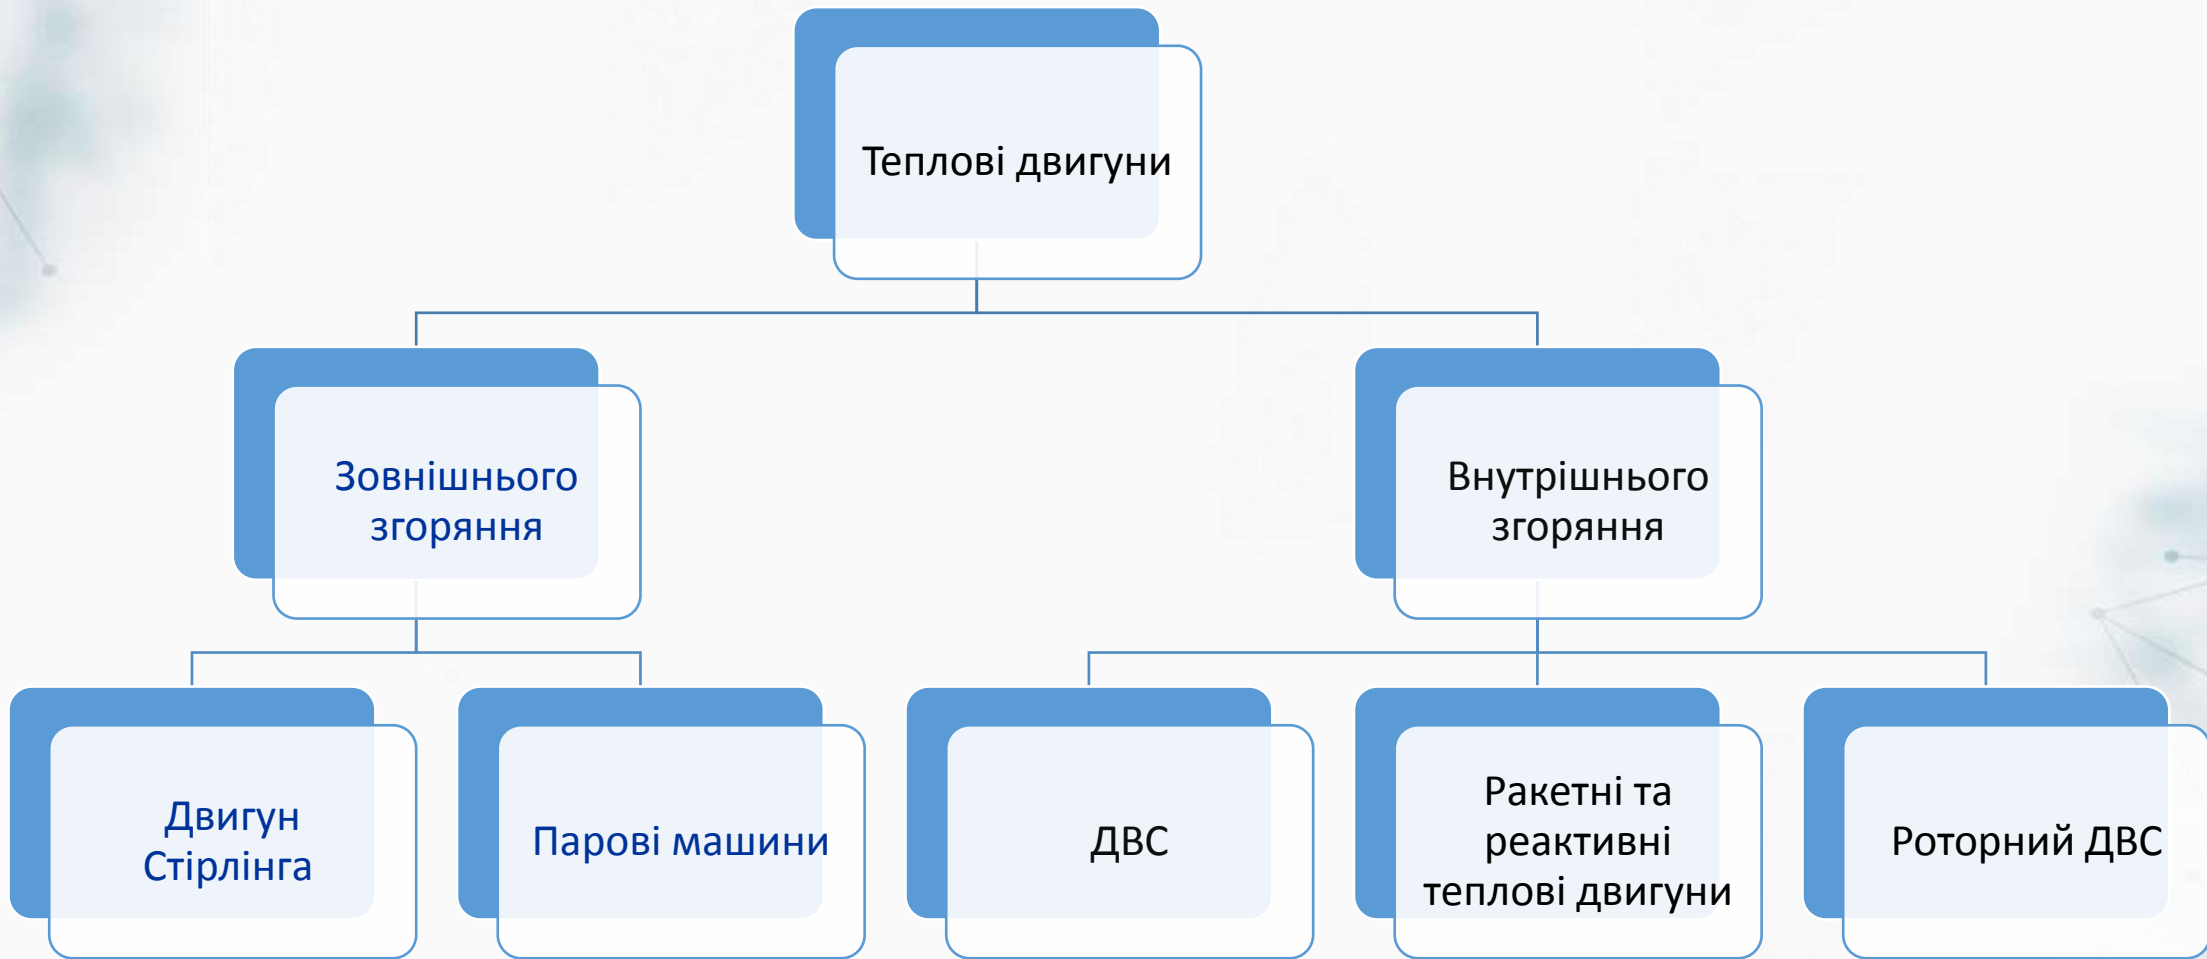 Теплові двигуни
Зовнішнього
згоряння
Внутрішнього
згоряння
Двигун
Стірлінга
Парові машини
ДВС
Ракетні та
реактивні
теплові двигуни
Роторний ДВС